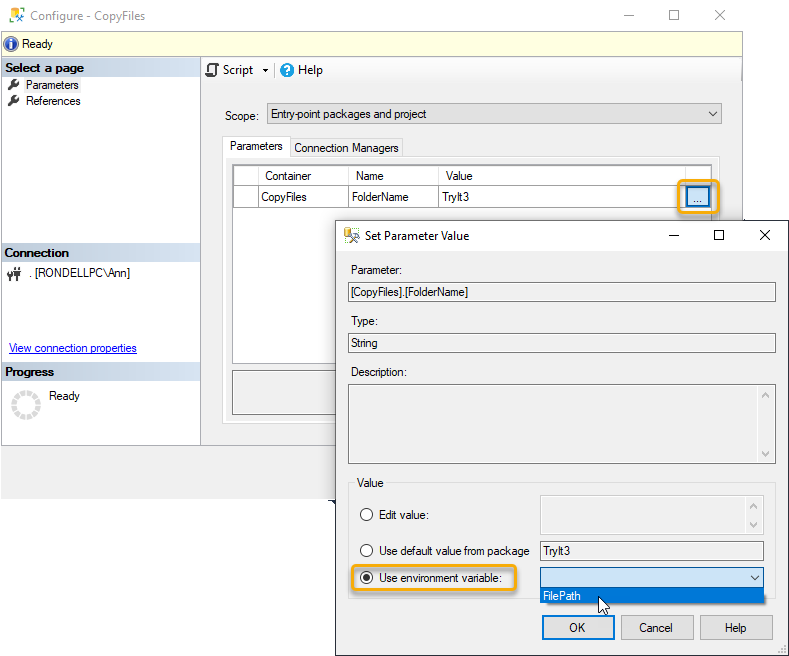 Configure - CopyFiles
Ready
Select a page
Parameters
References
Script
Help
Scope:
Entry-point packages and project
Parameters
Connection Managers
Container Name Value
CopyFiles FolderName TryIt3 ...
Connection
. [RONDELLPC\Ann]
View connection properties
Progress
Ready
Set Parameter Value
Parameter:
[CopyFiles].[FolderName]
Type:
String
Description:
Value
Edit value:
Use default value from package
TryIt3
Use environment variable:
FilePath
OK
Cancel
Help